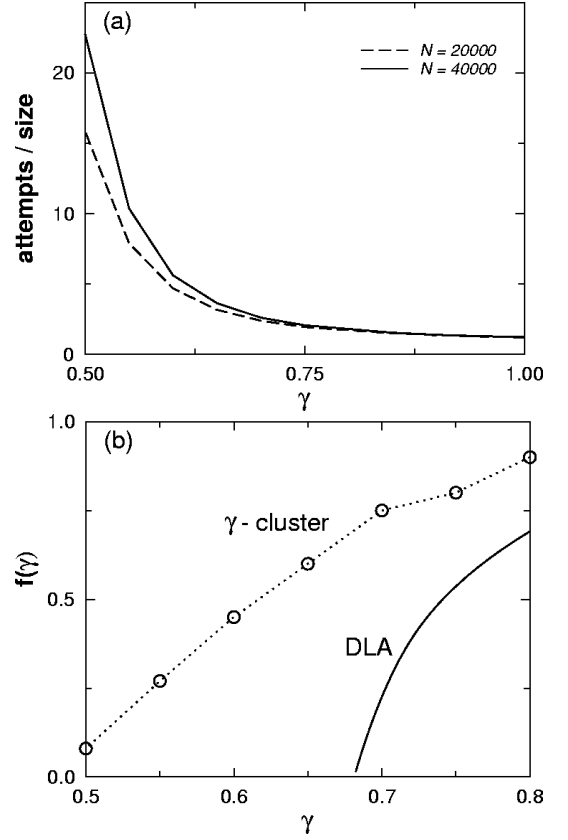 (a)
N = 20000
N = 40000
attempts / size
20
10
0
0.50
0.75
1.00
γ
(b)
1.0
0.5
0.0
f(γ)
γ - cluster
DLA
0.5
0.6
0.7
0.8
γ